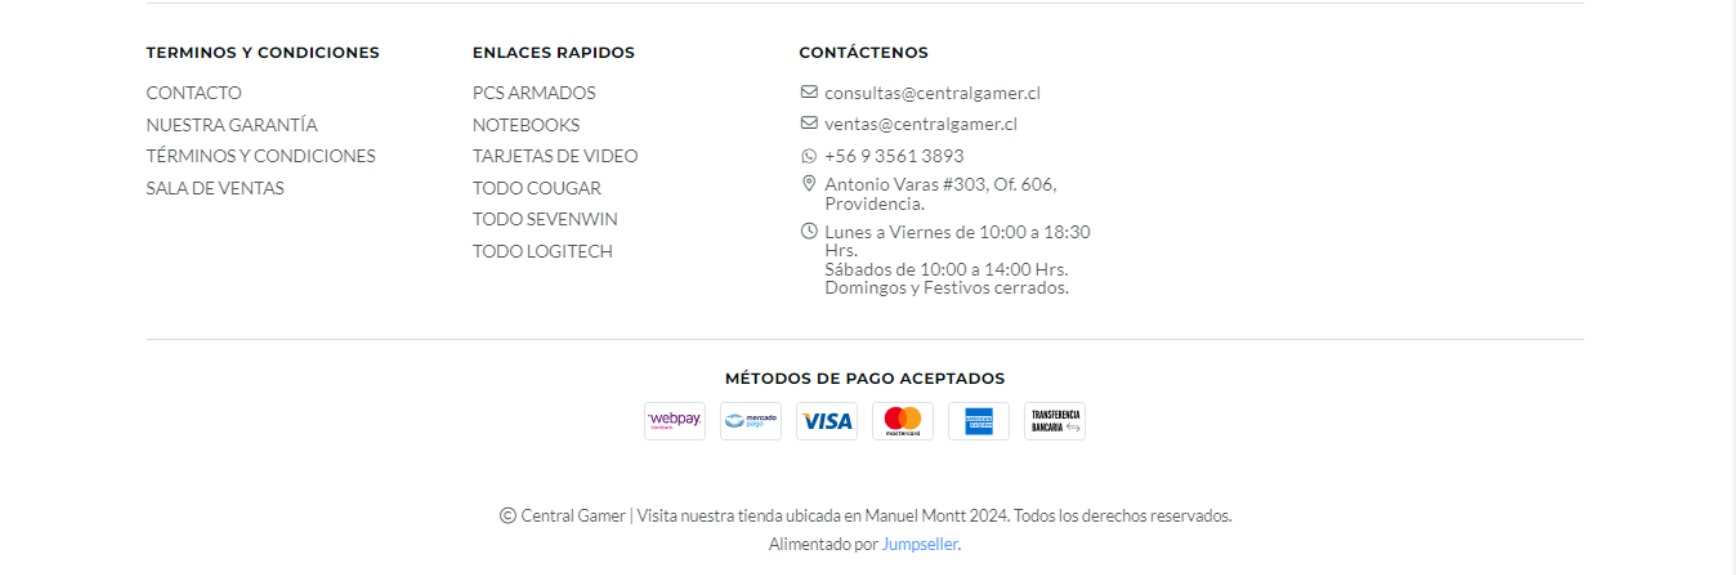 TERMINOS Y CONDICIONES
CONTACTO
NUESTRA GARANTÍA
TÉRMINOS Y CONDICIONES
SALA DE VENTAS
ENLACES RAPIDOS
PCS ARMADOS
NOTEBOOKS
TARJETAS DE VIDEO
TODO COUGAR
TODO SEVENWIN
TODO LOGITECH
CONTÁCTENOS
consultas@centralgamer.cl
ventas@centralgamer.cl
+56 9 3561 3893
Antonio Varas #303, Of. 606,
Providencia.
Lunes a Viernes de 10:00 a 18:30
Hrs.
Sábados de 10:00 a 14:00 Hrs.
Domingos y Festivos cerrados.
MÉTODOS DE PAGO ACEPTADOS
webpay.
mercado
pago
VISA
mastercard
TRANSFERENCIA
BANCARIA
© Central Gamer | Visita nuestra tienda ubicada en Manuel Montt 2024. Todos los derechos reservados.
Alimentado por Jumpseller.